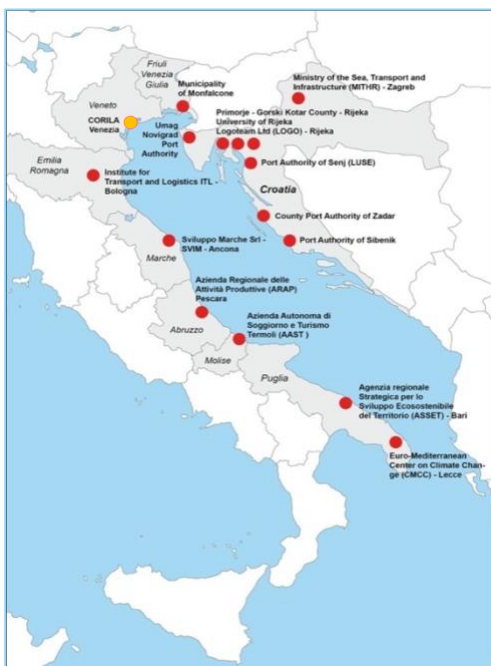 Friuli
Venezia
Giulia
Municipality
of Monfalcone
Ministry of the Sea, Transport and
Infrastructure (MITHR) - Zagreb
Veneto
CORILA
Venezia
Umag
Novigrad
Port
Authority
Primorje - Gorski Kotar County - Rijeka
University of Rijeka
Logoteam Ltd (LOGO) - Rijeka
Port Authority of Senj (LUSE)
Emilia
Romagna
Institute for
Transport and Logistics ITL -
Bologna
Croatia
County Port Authority of Zadar
Port Authority of Sibenik
Sviluppo Marche Srl -
SVIM - Ancona
Marche
Azienda Regionale delle
Attività Produttive (ARAP)
Pescara
Abruzzo
Azienda Autonoma di
Soggiorno e Turismo
Termoli (AAST )
Molise
Puglia
Agenzia regionale
Strategica per lo
Sviluppo Ecosostenibile
del Territorio (ASSET) - Bari
Euro-Mediterranean
Center on Climate Chan-
ge (CMCC) - Lecce